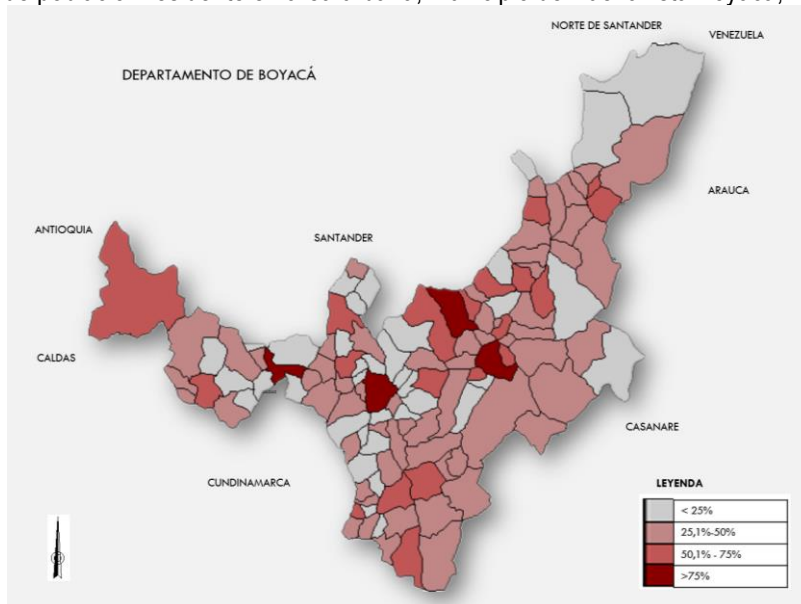 NORTE DE SANTANDER
VENEZUELA
DEPARTAMENTO DE BOYACÁ
ARAUCA
ANTIOQUIA
SANTANDER
CALDAS
CASANARE
CUNDINAMARCA
LEYENDA
< 25%
25,1%-50%
50,1% - 75%
>75%